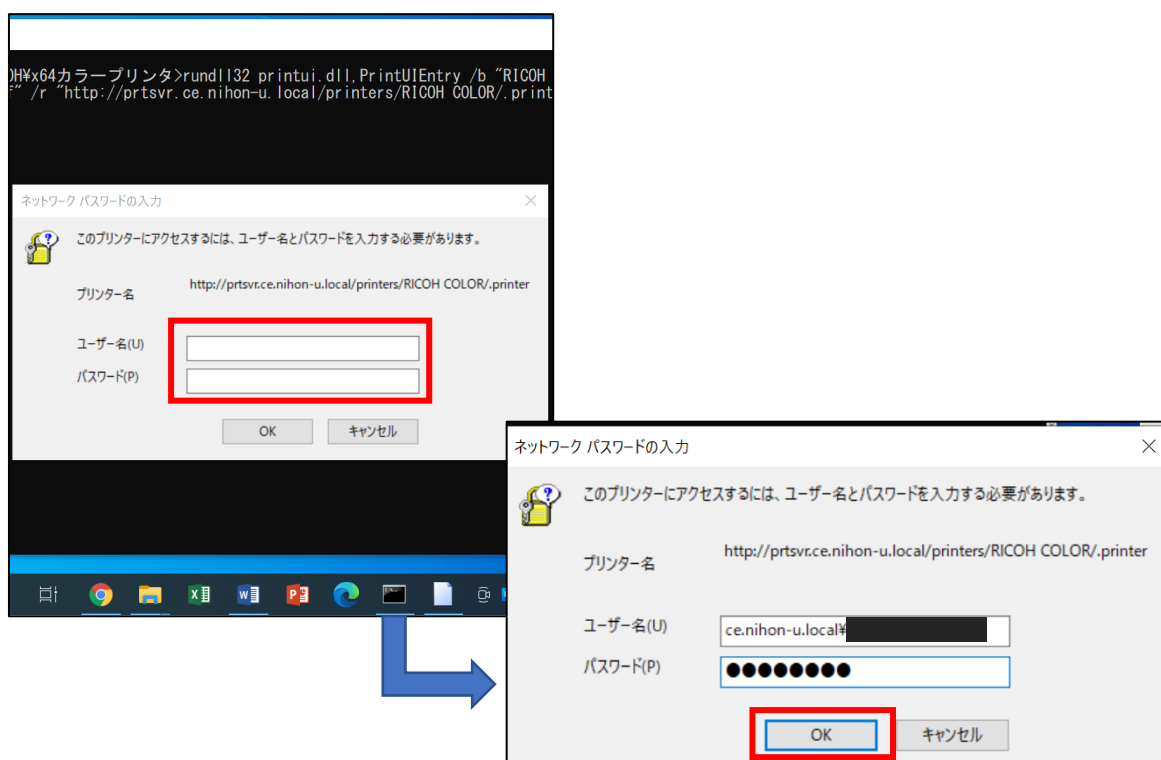 H¥x64カラープリンタ>rundll32 printui.dll,PrintUIEntry /b "RICOH
" /r "http://prtsvr.ce.nihon-u.local/printers/RICOH COLOR/.print
ネットワーク パスワードの入力
このプリンターにアクセスするには、ユーザー名とパスワードを入力する必要があります。
プリンター名
http://prtsvr.ce.nihon-u.local/printers/RICOH COLOR/.printer
ユーザー名(U)
パスワード(P)
OK
キャンセル
ネットワーク パスワードの入力
このプリンターにアクセスするには、ユーザー名とパスワードを入力する必要があります。
プリンター名
http://prtsvr.ce.nihon-u.local/printers/RICOH COLOR/.printer
ユーザー名(U)
ce.nihon-u.local¥
パスワード(P)
●●●●●●●●
OK
キャンセル